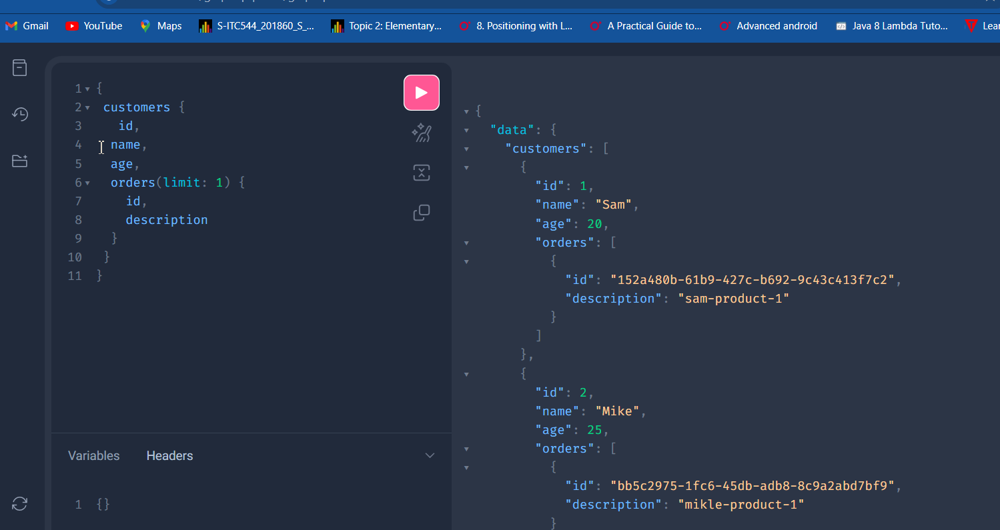 Gmail YouTube Maps S-ITC544_201860_S_... Topic 2: Elementary... 8. Positioning with L... A Practical Guide to... Advanced android Java 8 Lambda Tuto... Lear
1 {
2 customers {
3 id,
4 name,
5 age,
6 orders(limit: 1) {
7 id,
8 description
9 }
10 }
11 }
Variables Headers
1 {}
{
"data": {
"customers": [
{
"id": 1,
"name": "Sam",
"age": 20,
"orders": [
{
"id": "152a480b-61b9-427c-b692-9c43c413f7c2",
"description": "sam-product-1"
}
]
},
{
"id": 2,
"name": "Mike",
"age": 25,
"orders": [
{
"id": "bb5c2975-1fc6-45db-adb8-8c9a2abd7bf9",
"description": "mikle-product-1"
}